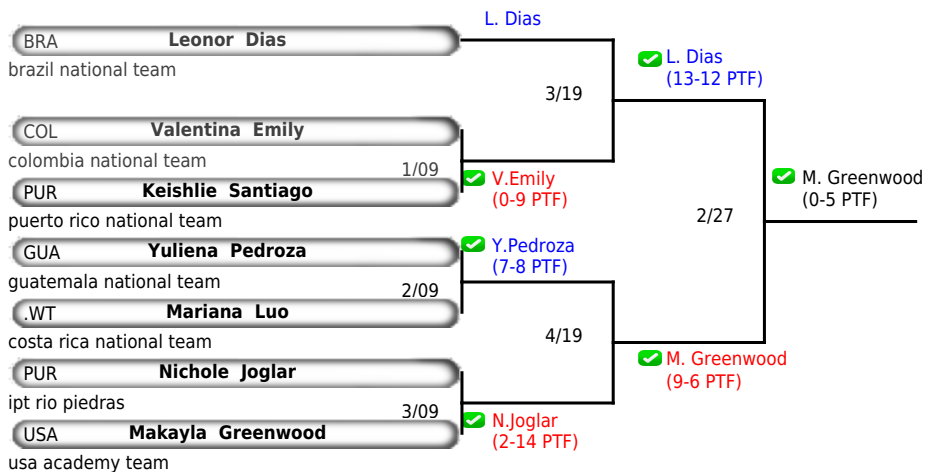 L. Dias
BRA Leonor Dias
brazil national team
L. Dias
(13-12 PTF)
3/19
COL Valentina Emily
colombia national team
1/09
V.Emily
(0-9 PTF)
PUR Keishlie Santiago
puerto rico national team
M. Greenwood
(0-5 PTF)
2/27
GUA Yuliena Pedroza
guatemala national team
Y.Pedroza
(7-8 PTF)
2/09
.WT Mariana Luo
costa rica national team
4/19
PUR Nichole Joglar
ipt rio piedras
M. Greenwood
(9-6 PTF)
3/09
N.Joglar
(2-14 PTF)
USA Makayla Greenwood
usa academy team